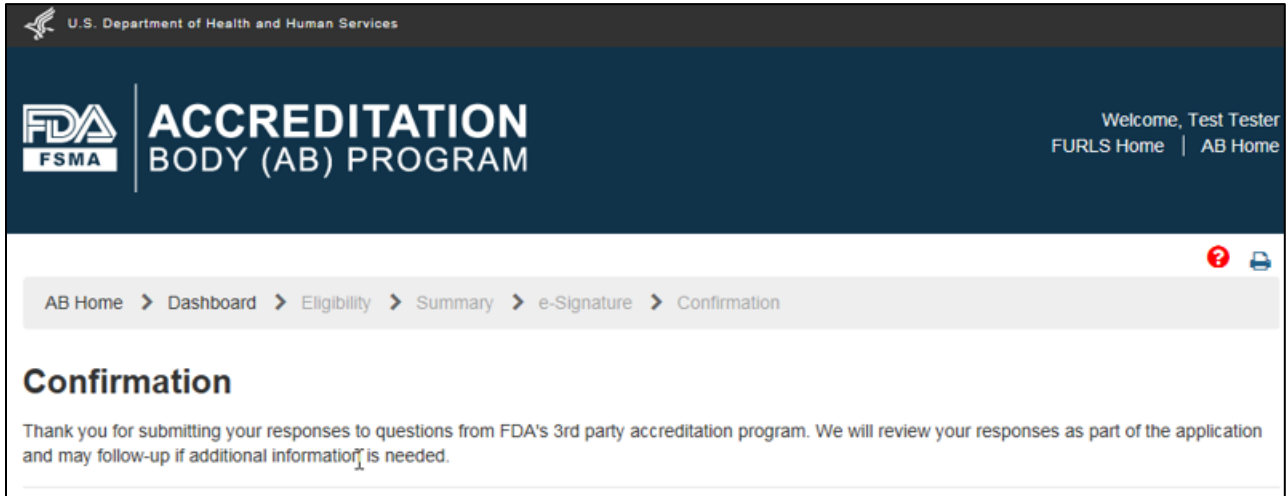 U.S. Department of Health and Human Services
FDA
FSMA
ACCREDITATION
BODY (AB) PROGRAM
Welcome, Test Tester
FURLS Home | AB Home
?
AB Home > Dashboard > Eligibility > Summary > e-Signature > Confirmation
Confirmation
Thank you for submitting your responses to questions from FDA's 3rd party accreditation program. We will review your responses as part of the application
and may follow-up if additional information is needed.